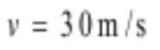 v = 30 m/s